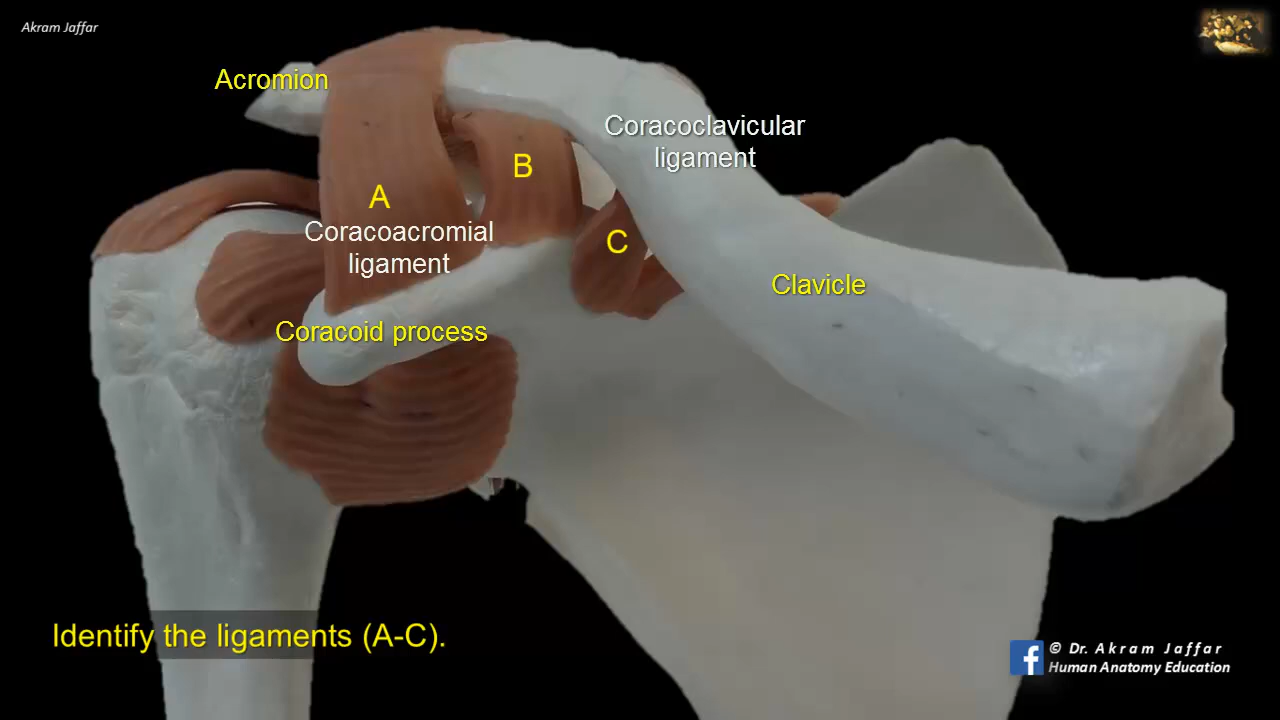 Akram Jaffar
Acromion
Coracoclavicular
ligament
B
A
Coracoacromial
ligament
C
Clavicle
Coracoid process
Identify the ligaments (A-C).
© Dr. Akram Jaffar
Human Anatomy Education